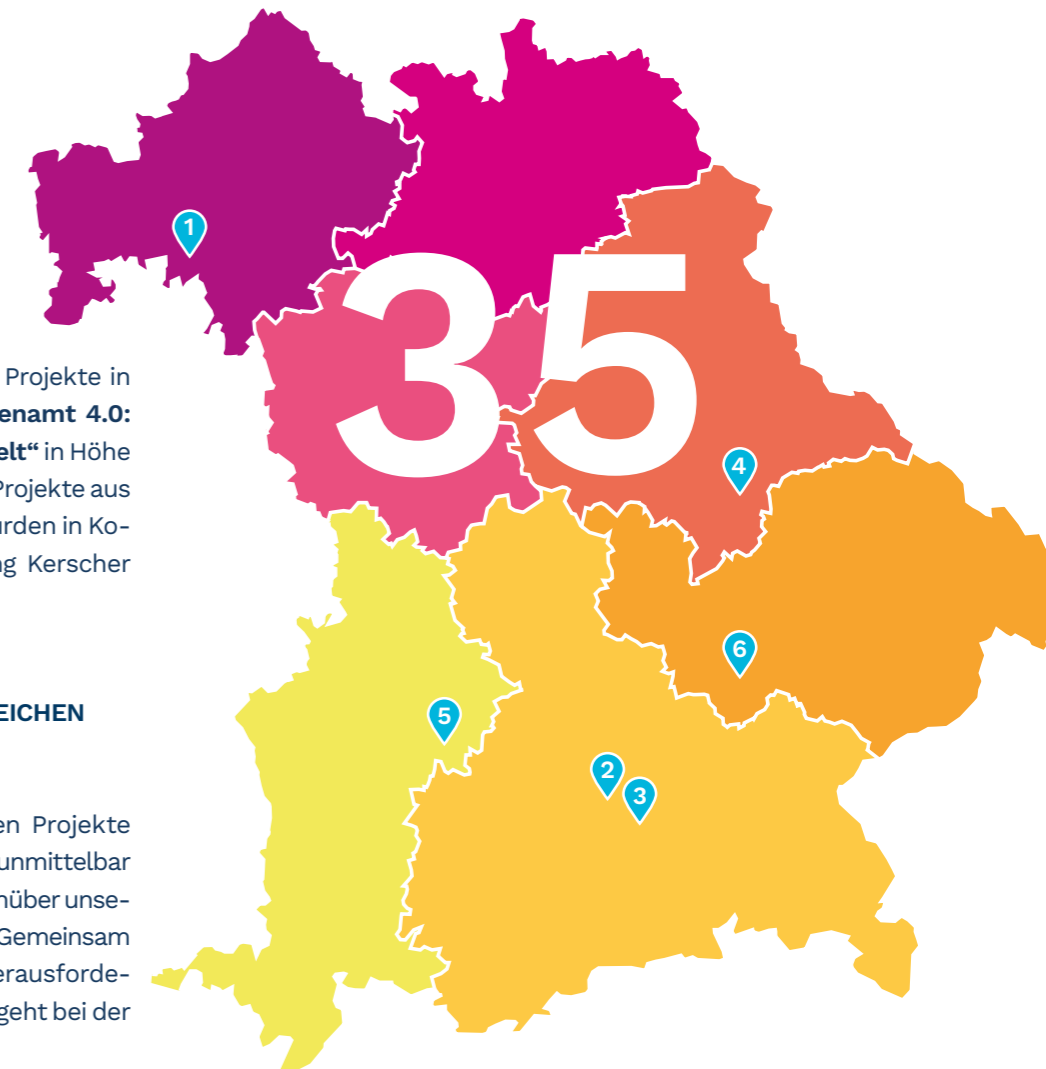 Projekte in
enamt 4.0:
elt“ in Höhe
Projekte aus
urden in Ko-
ng Kerscher
EICHEN
en Projekte
unmittelbar
nüber unse-
Gemeinsam
erausforde-
geht bei der
35
1
4
6
5
2
3